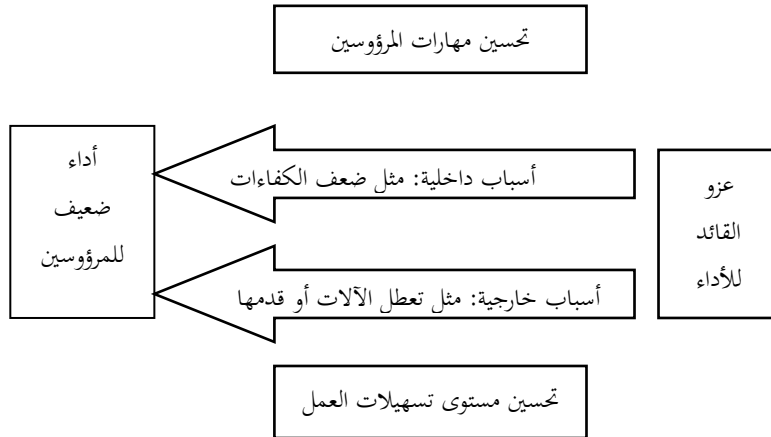 تحسين مهارات المرؤوسين
عزو
القائد
للأداء
أسباب داخلية: مثل ضعف الكفاءات
أسباب خارجية: مثل تعطل الآلات أو قدمها
أداء
ضعيف
للمرؤوسين
تحسين مستوى تسهيلات العمل